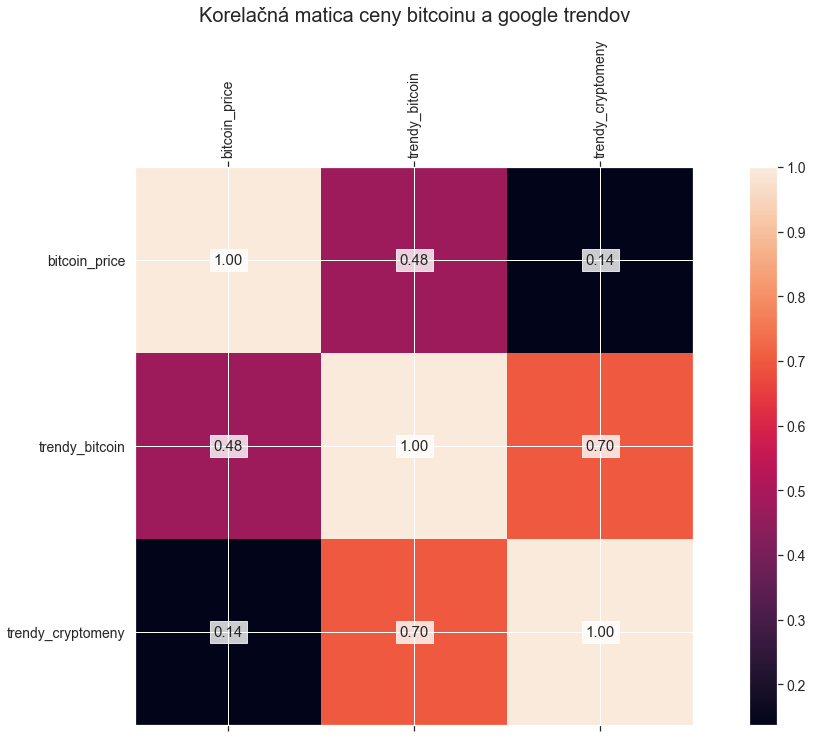 Korelačná matica ceny bitcoinu a google trendov
bitcoin_price
trendy_bitcoin
trendy_cryptomeny
bitcoin_price
1.00
0.48
0.14
trendy_bitcoin
0.48
1.00
0.70
trendy_cryptomeny
0.14
0.70
1.00
1.0
0.9
0.8
0.7
0.6
0.5
0.4
0.3
0.2